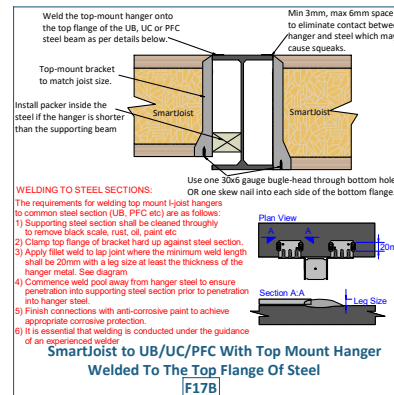 Weld the top-mount hanger onto
the top flange of the UB, UC or PFC
steel beam as per details below.
Min 3mm, max 6mm space
to eliminate contact between
hanger and steel which may
cause squeaks.
Top-mount bracket
to match joist size.
Install packer inside the
steel if the hanger is shorter
than the supporting beam
SmartJoist
SmartJoist
Use one 30x6 gauge bugle-head through bottom hole
OR one skew nail into each side of the bottom flange.
WELDING TO STEEL SECTIONS:
The requirements for welding top mount I-joist hangers
to common steel section (UB, PFC etc) are as follows:
1) Supporting steel section shall be cleaned throughly
to remove black scale, rust, oil, paint etc
2) Clamp top flange of bracket hard up against steel section.
3) Apply fillet weld to lap joint where the minimum weld length
shall be 20mm with a leg size at least the thickness of the
hanger metal. See diagram
4) Commence weld pool away from hanger steel to ensure
penetration into supporting steel section prior to penetration
into hanger steel.
5) Finish connections with anti-corrosive paint to achieve
appropriate corrosive protection.
6) It is essential that welding is conducted under the guidance
of an experienced welder
Plan View
A
A
20m
Section A:A
Leg Size
SmartJoist to UB/UC/PFC With Top Mount Hanger
Welded To The Top Flange Of Steel
F17B